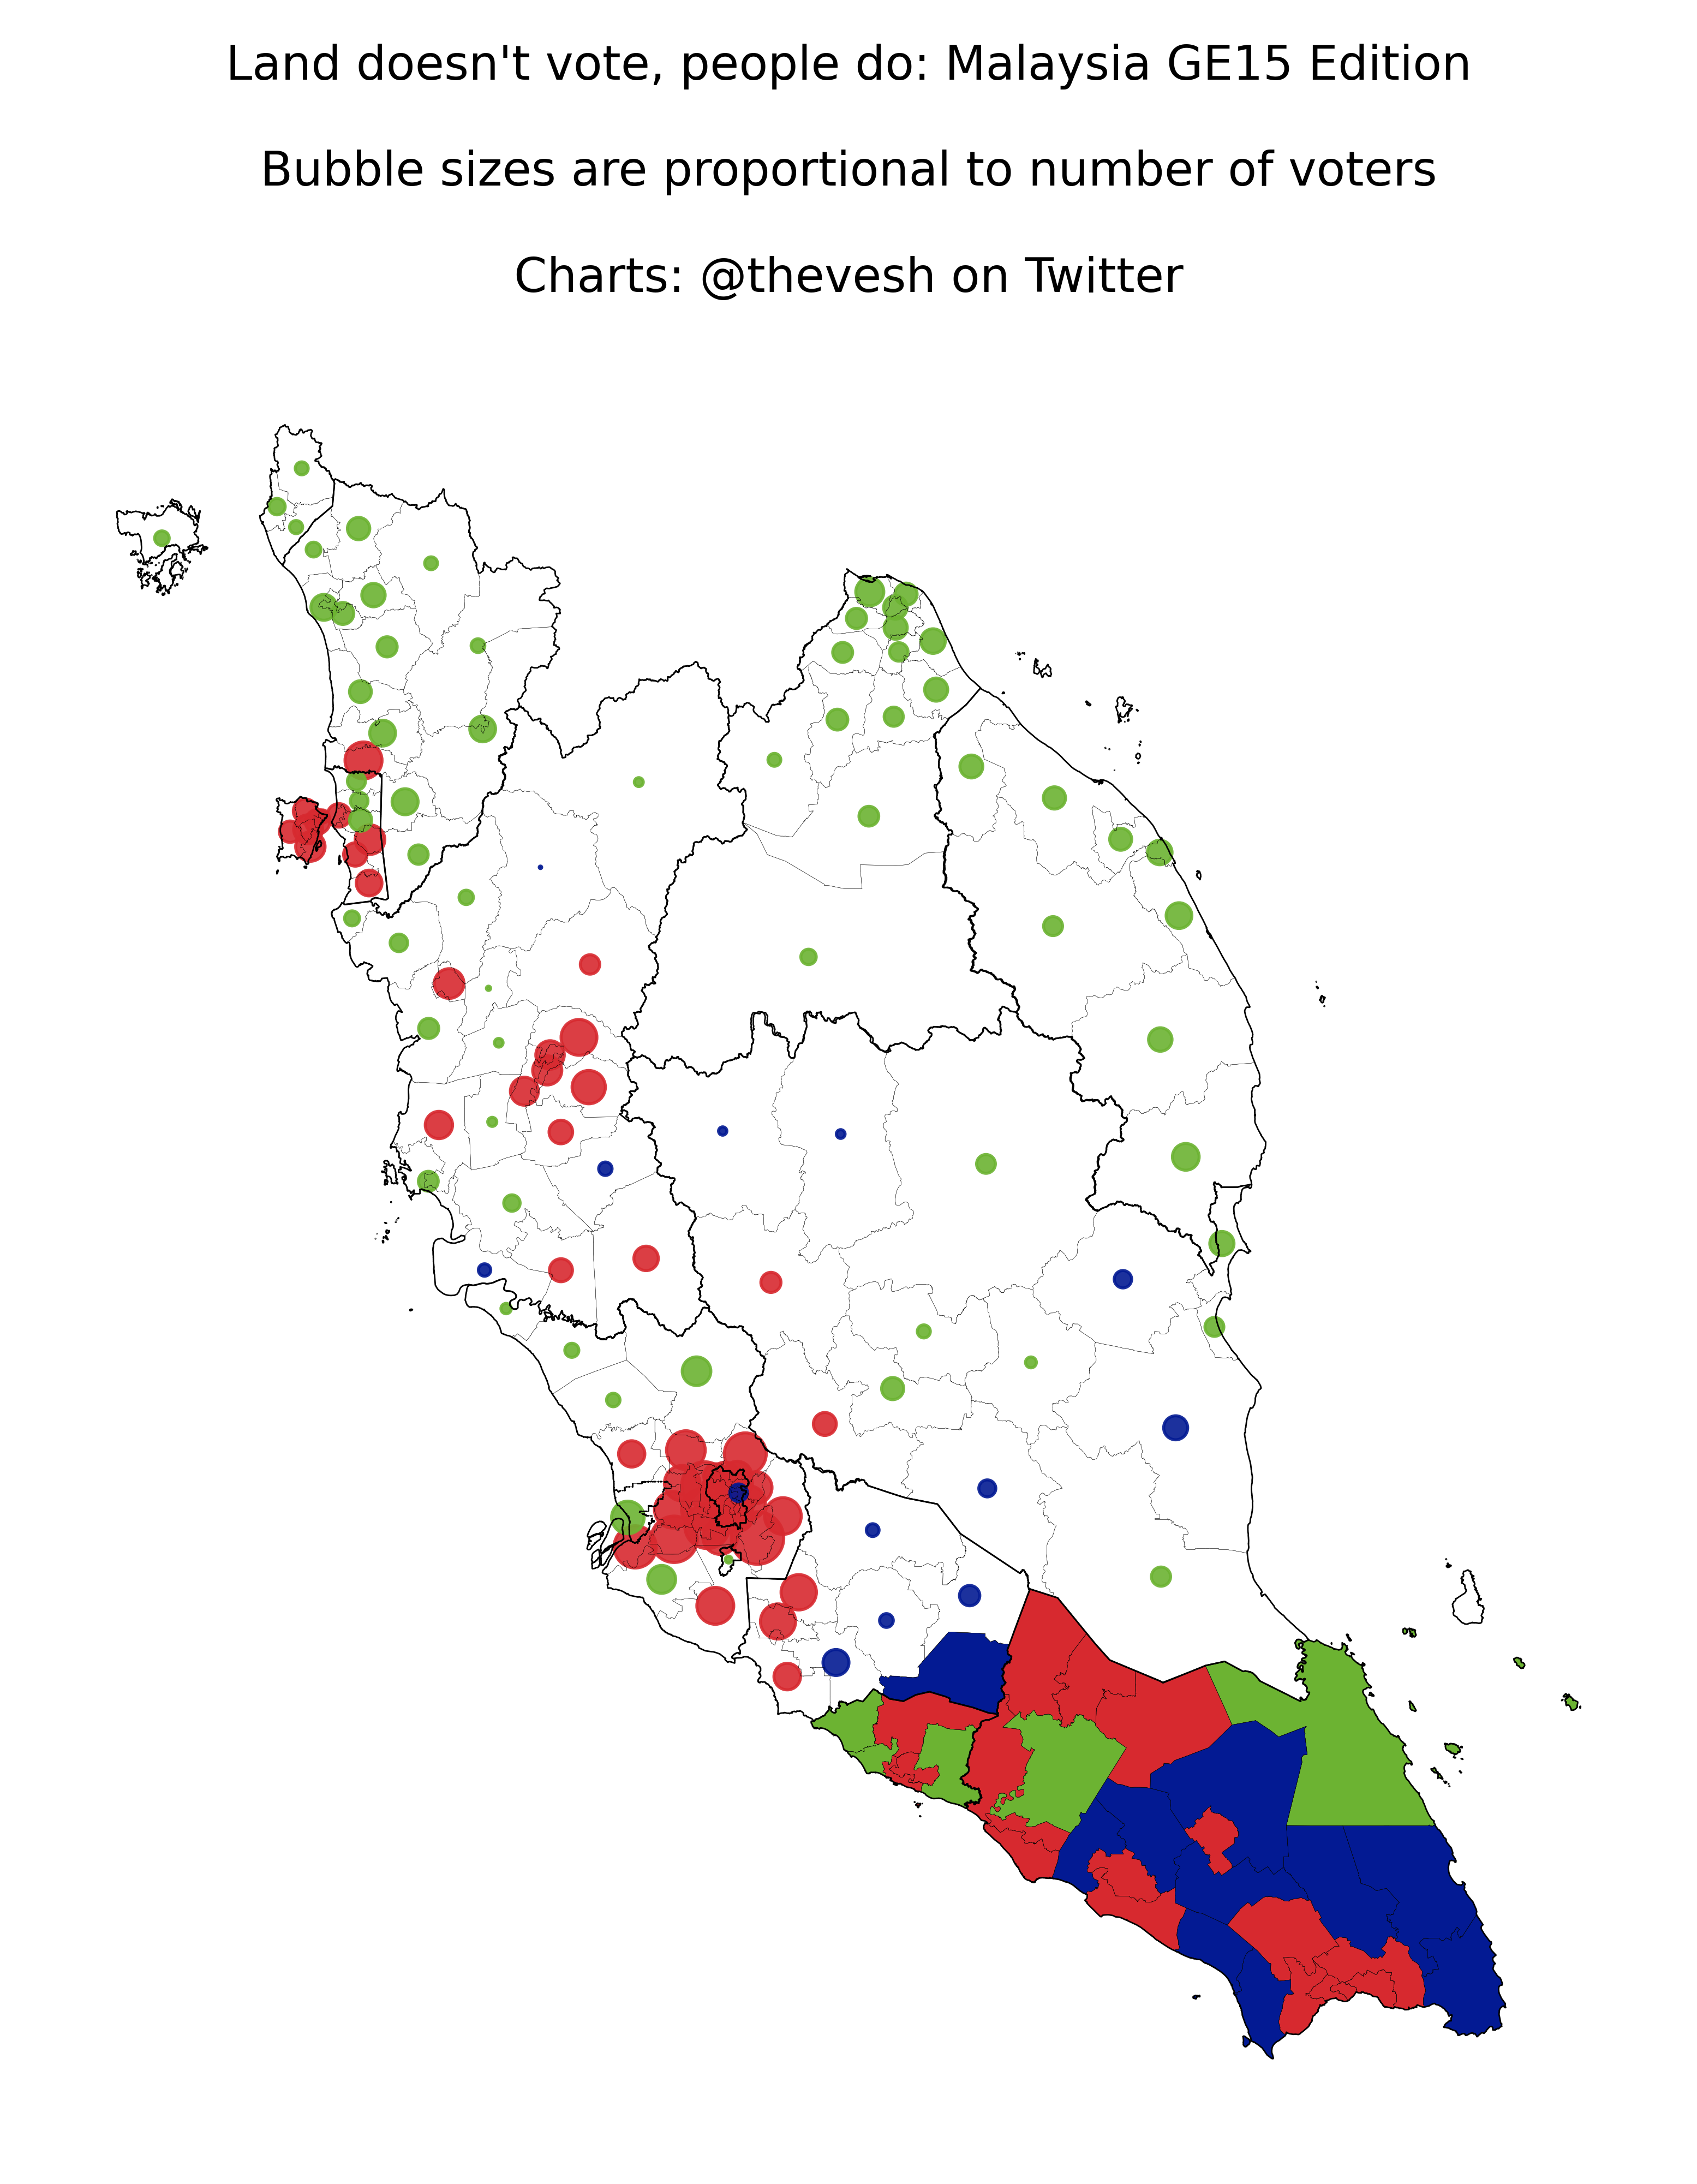 Land doesn't vote, people do: Malaysia GE15 Edition
Bubble sizes are proportional to number of voters
Charts: @thevesh on Twitter